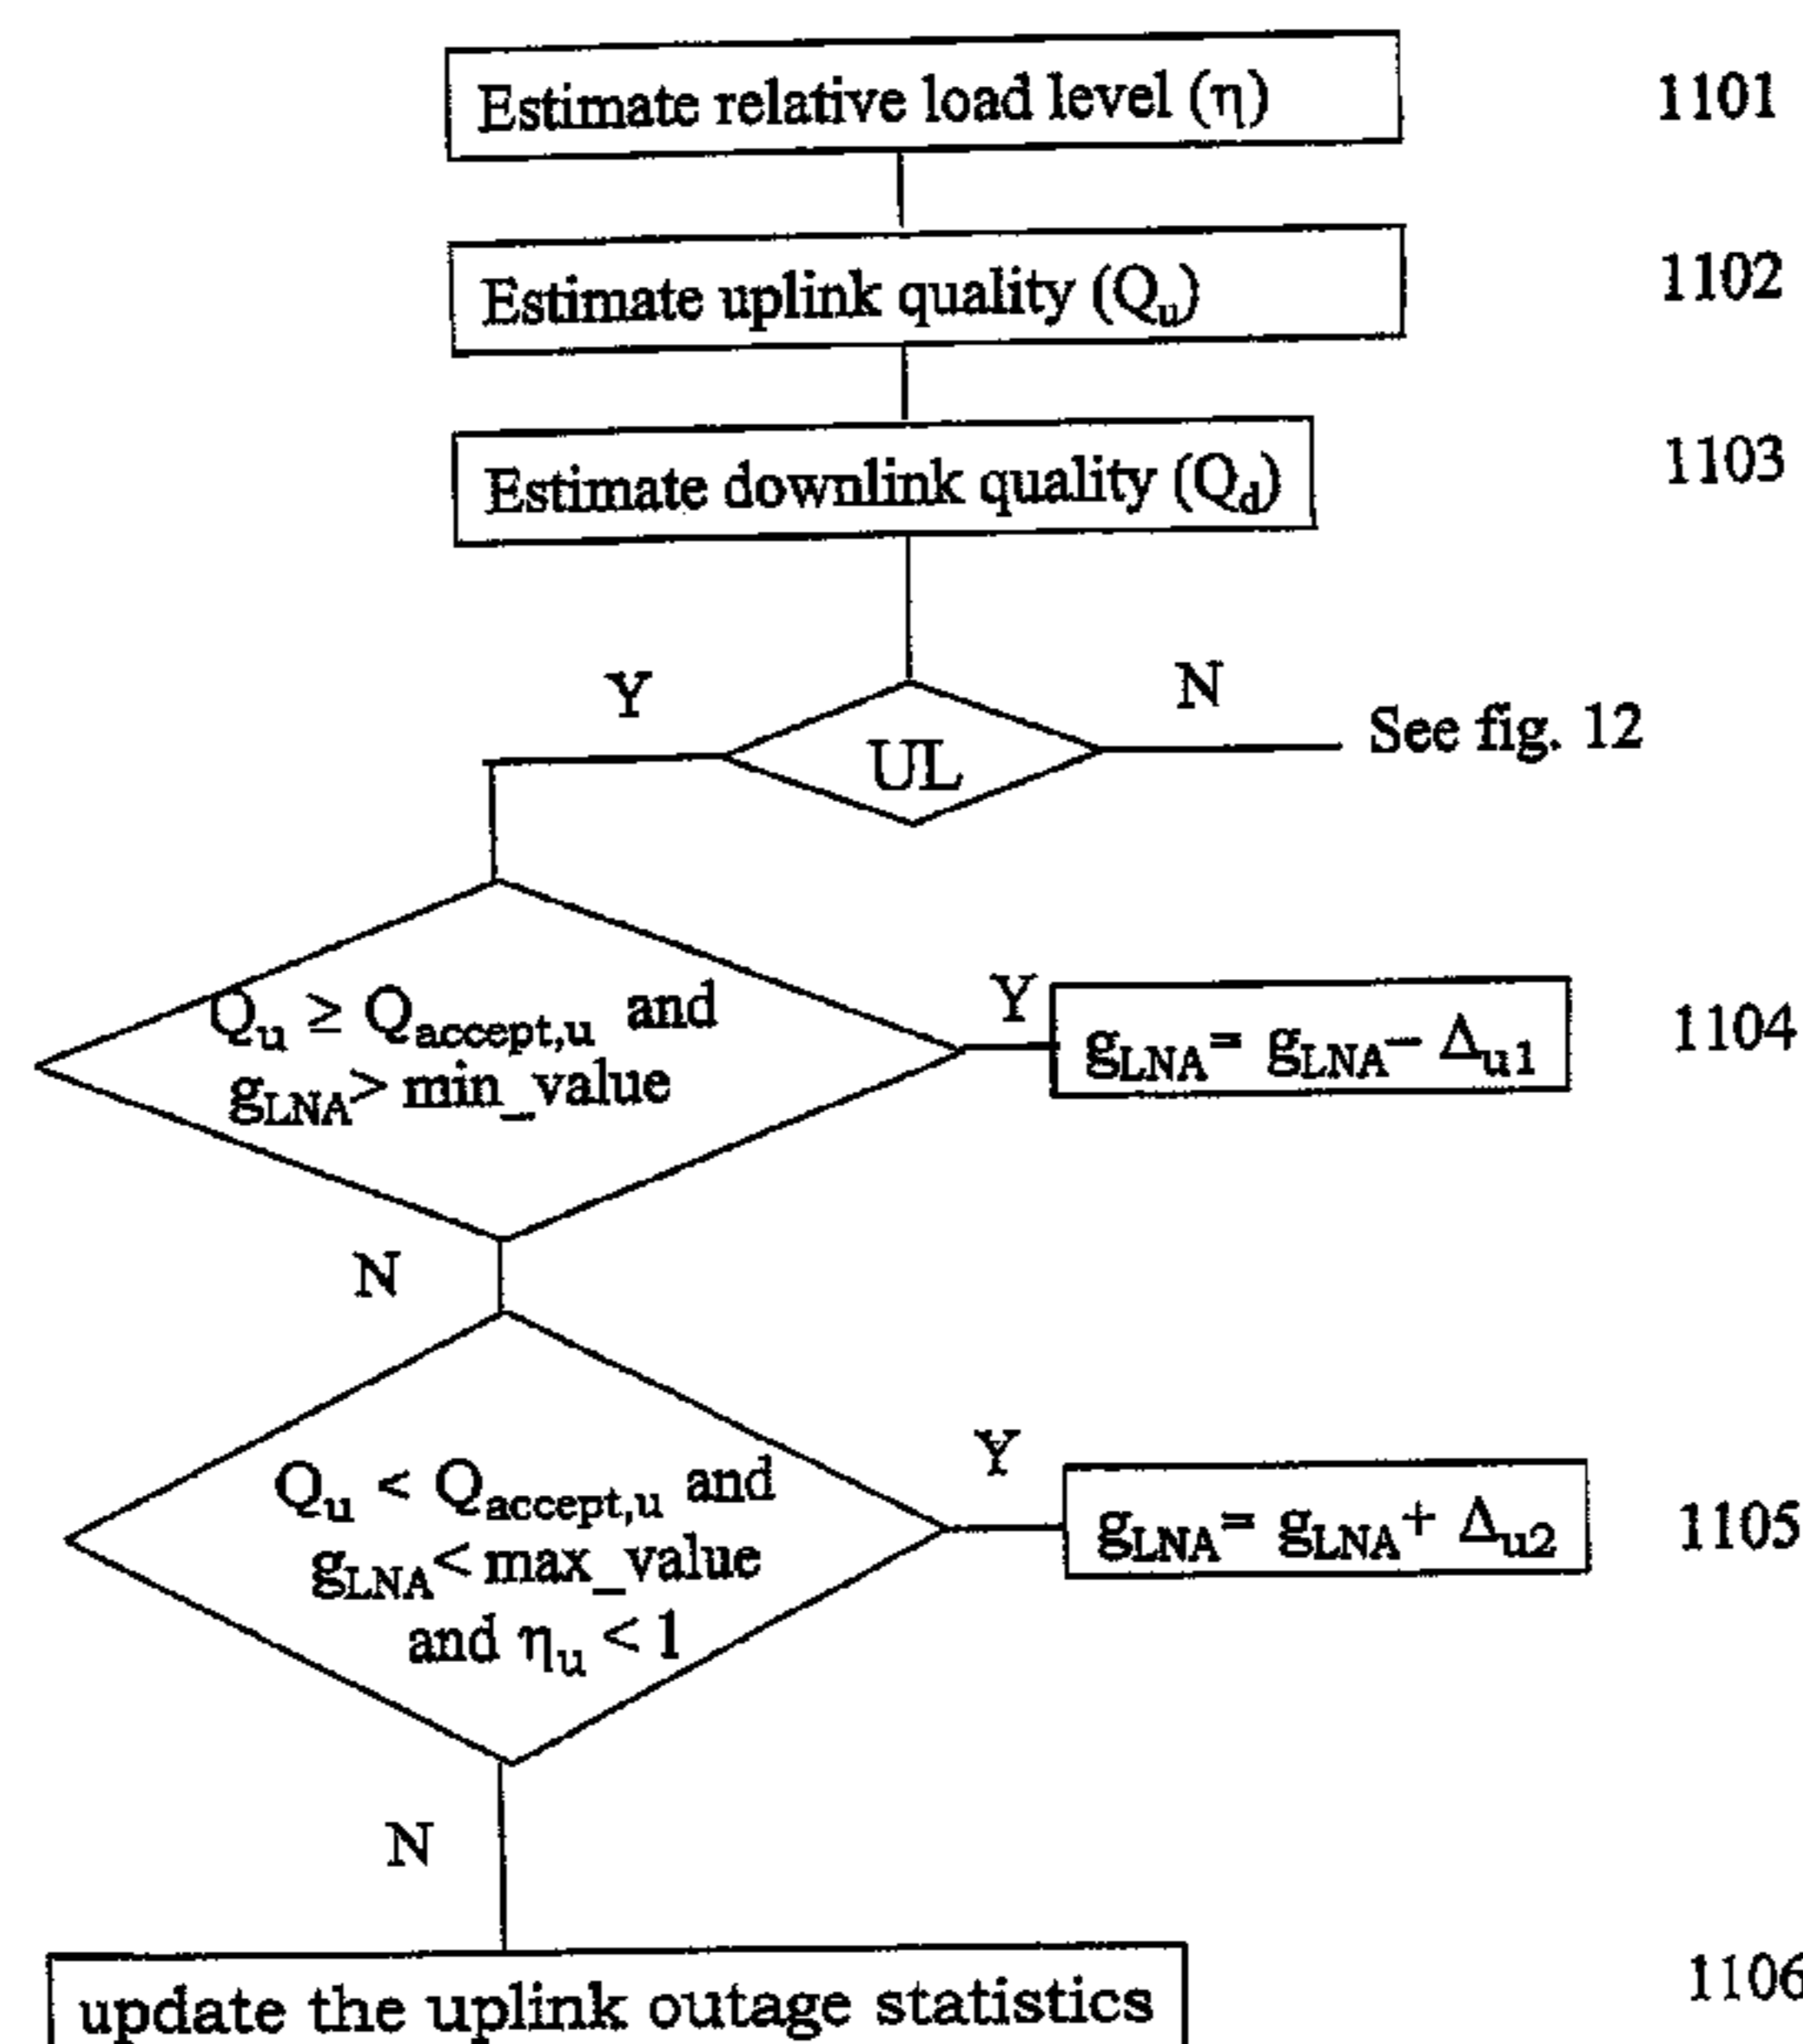 Estimate relative load level (η) 1101
Estimate uplink quality (Qu) 1102
Estimate downlink quality (Qd) 1103
Y N
UL See fig. 12
Qu ≥ Qaccept,u and
gLNA> min_value
Y
gLNA= gLNA− Δu1 1104
N
Qu < Qaccept,u and
gLNA< max_value
and ηu < 1
Y
gLNA= gLNA+ Δu2 1105
N
update the uplink outage statistics 1106